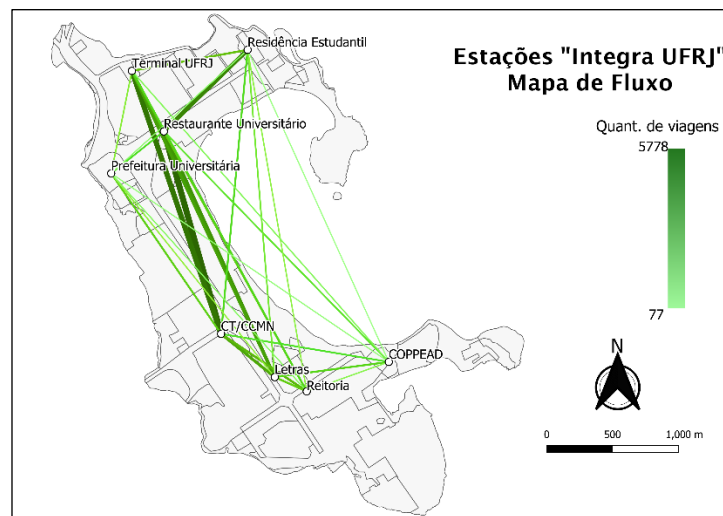 Estações "Integra UFRJ"
Mapa de Fluxo
Quant. de viagens
5778
77
N
0 500 1,000 m
Residência Estudantil
Terminal UFRJ
Restaurante Universitário
Prefeitura Universitária
CT/CCMN
COPPEAD
Letras
Reitoria